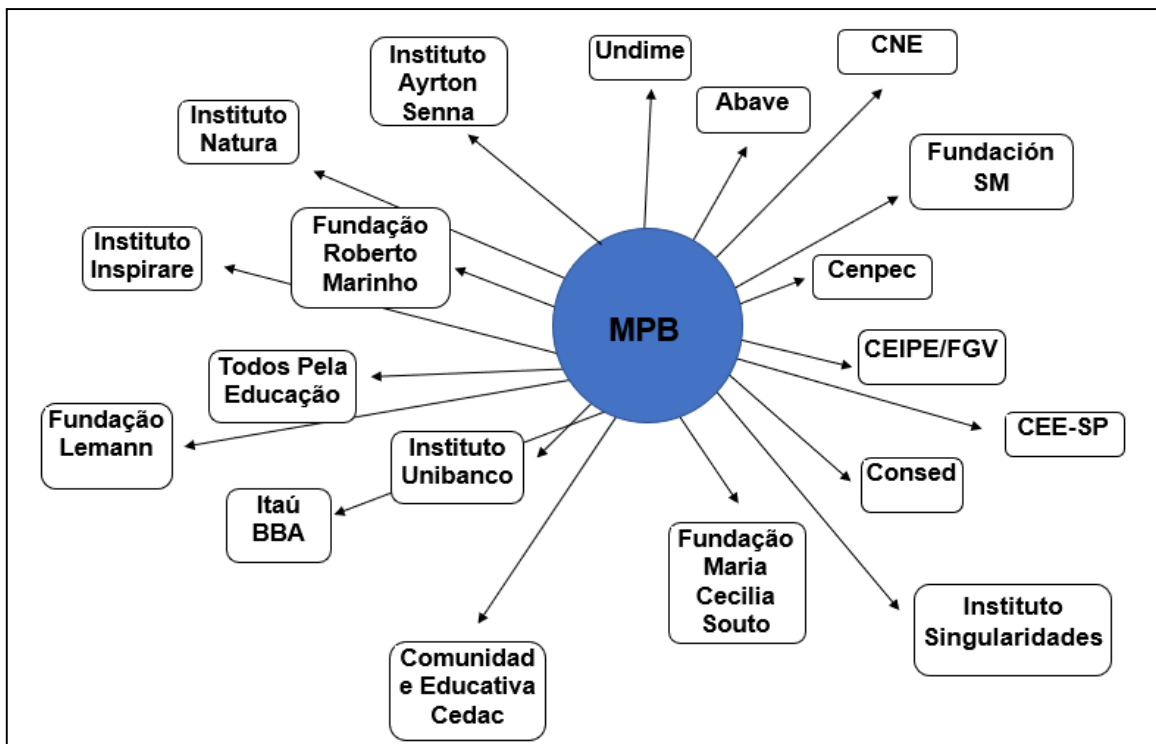 Undime
CNE
Instituto
Ayrton
Senna
Abave
Instituto
Natura
Fundación
SM
Fundação
Roberto
Marinho
Instituto
Inspirare
Cenpec
MPB
CEIPE/FGV
Todos Pela
Educação
Fundação
Lemann
CEE-SP
Instituto
Unibanco
Consed
Itaú
BBA
Fundação
Maria
Cecilia
Souto
Instituto
Singularidades
Comunidad
e Educativa
Cedac